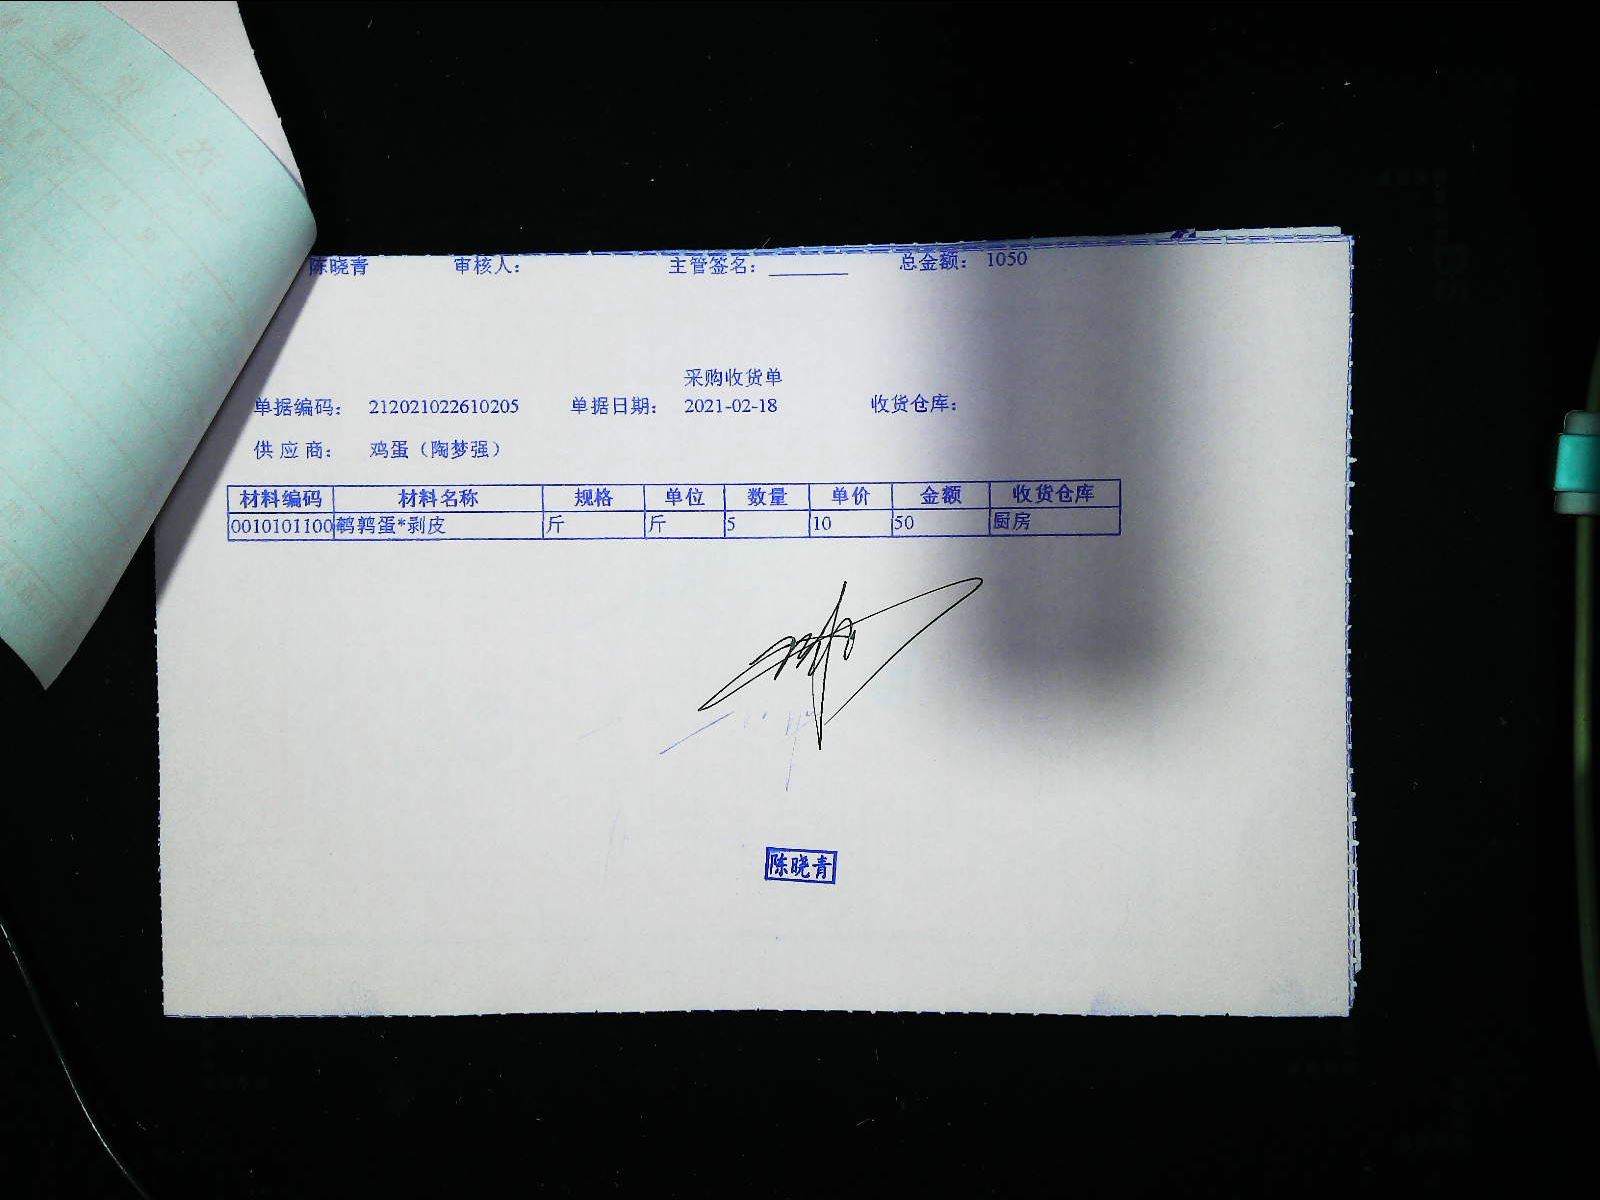 陈晓青 审核人： 主管签名：________ 总金额： 1050
采购收货单
单据编码： 212021022610205 单据日期： 2021-02-18 收货仓库：
供 应 商： 鸡蛋（陶梦强）
材料编码 材料名称 规格 单位 数量 单价 金额 收货仓库
0010101100 鹌鹑蛋*剥皮 斤 斤 5 10 50 厨房
陈晓青